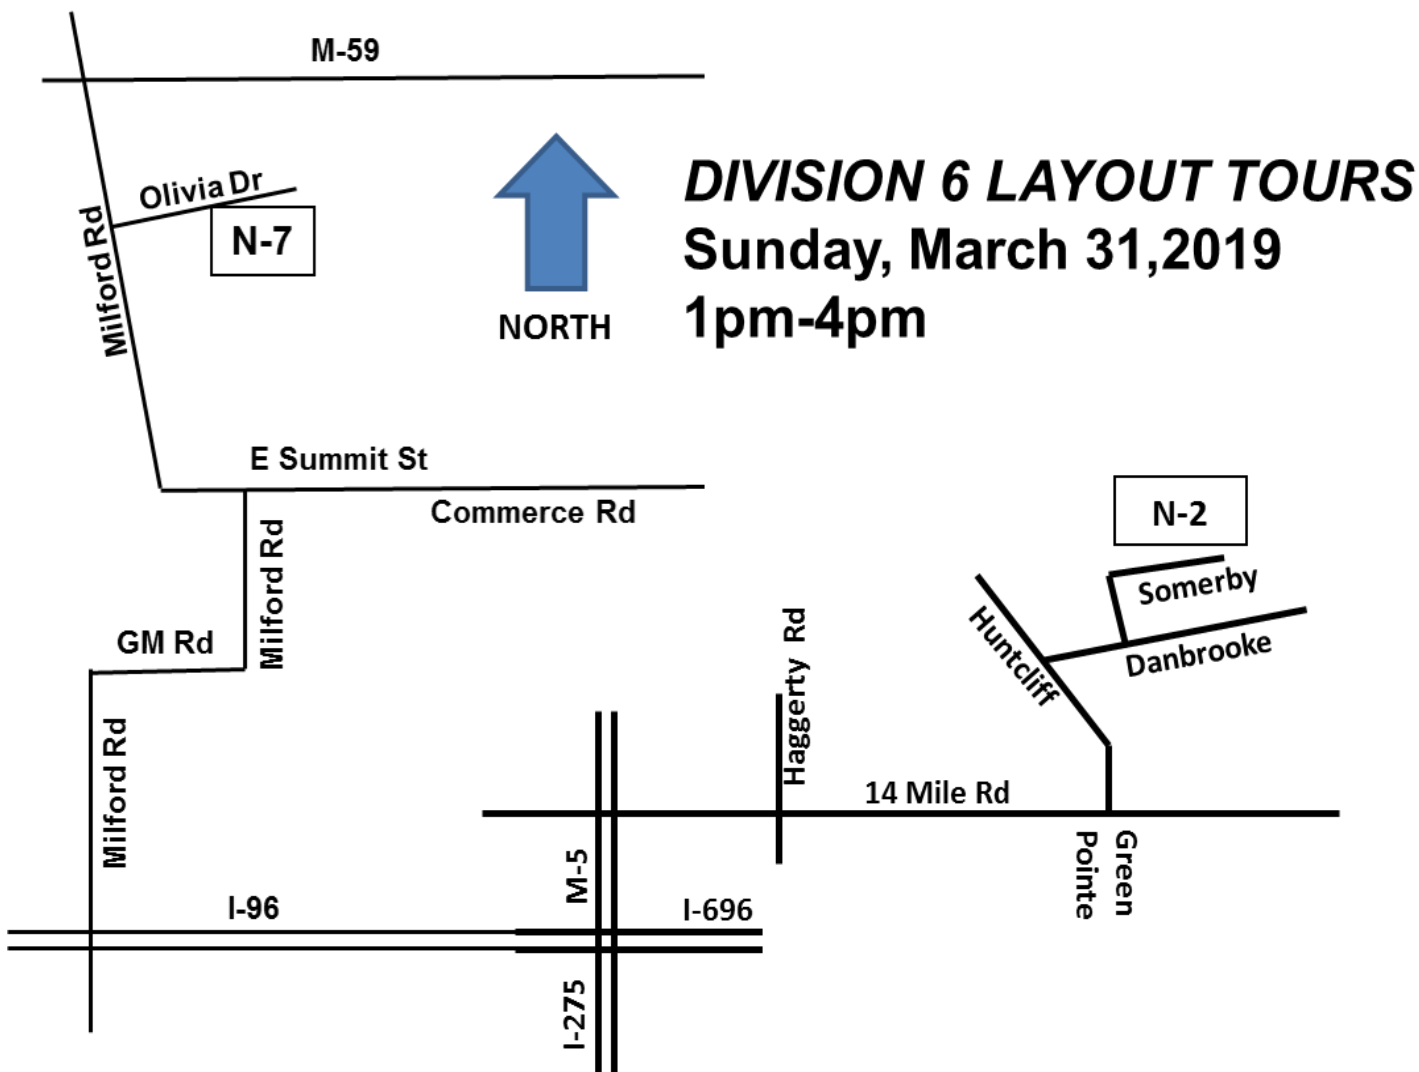 M-59
Olivia Dr
Milford Rd
N-7
NORTH
DIVISION 6 LAYOUT TOURS
Sunday, March 31,2019
1pm-4pm
E Summit St
Commerce Rd
Milford Rd
GM Rd
Milford Rd
N-2
Somerby
Danbrooke
Huntcliff
Haggerty Rd
14 Mile Rd
Green
Pointe
M-5
I-96
I-696
I-275